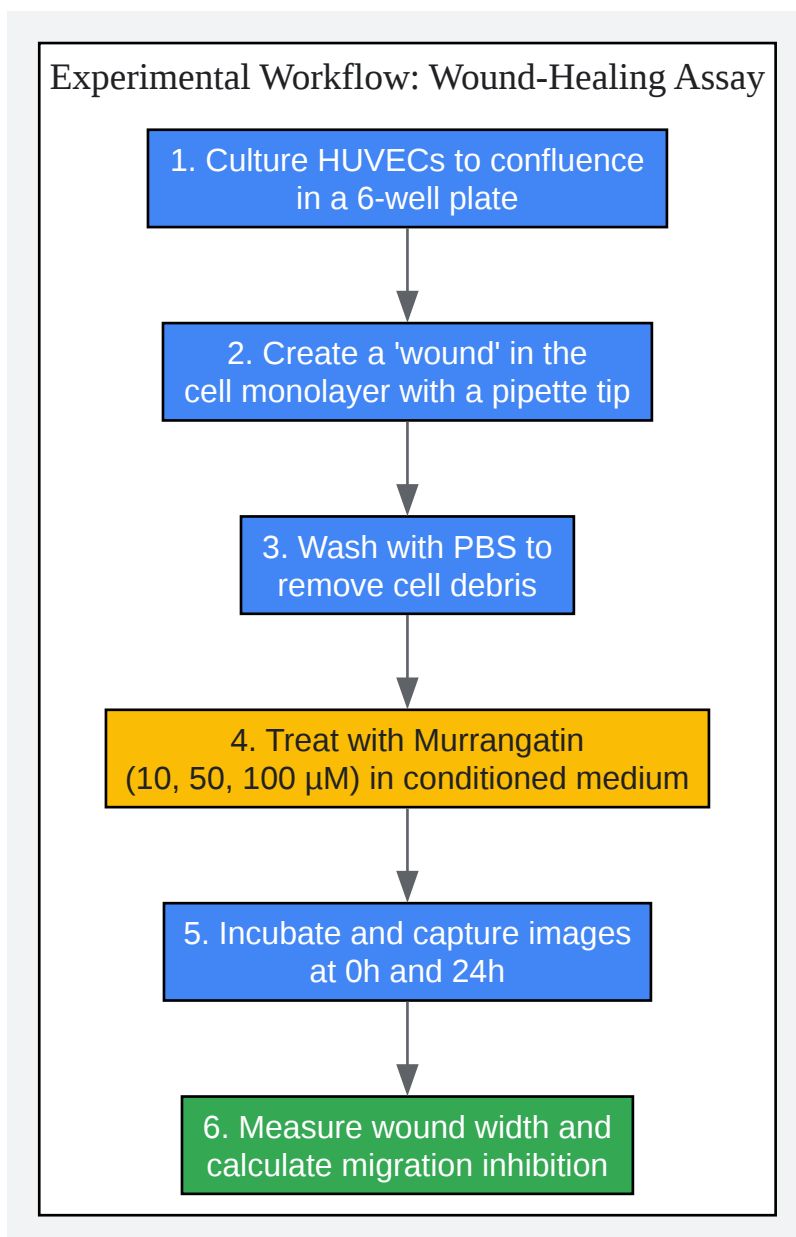 Experimental Workflow: Wound-Healing Assay
1. Culture HUVECs to confluence
in a 6-well plate
2. Create a 'wound' in the
cell monolayer with a pipette tip
3. Wash with PBS to
remove cell debris
4. Treat with Murrangatin
(10, 50, 100 µM) in conditioned medium
5. Incubate and capture images
at 0h and 24h
6. Measure wound width and
calculate migration inhibition